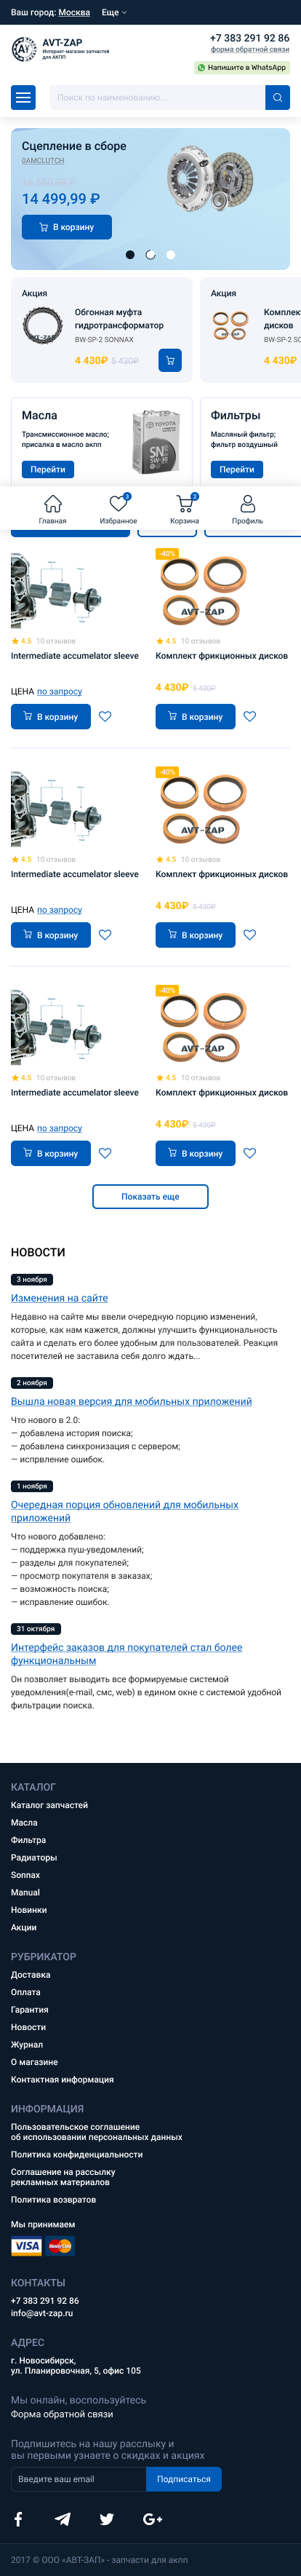 Ваш город: Москва Еще
AVT-ZAP
Интернет-магазин запчастей
для АКПП
+7 383 291 92 86
форма обратной связи
Напишите в WhatsApp
Поиск по наименованию...
Сцепление в сборе
0AMCLUTCH
14 499,99 ₽
В корзину
Акция
Обгонная муфта
гидротрансформатор
BW-SP-2 SONNAX
4 430₽ 5 430₽
Акция
Комплек
дисков
BW-SP-2 SO
4 430₽
Масла
Трансмиссионное масло;
присалка в масло акпп
Перейти
Фильтры
Масляный фильтр;
фильтр воздушный
Перейти
Главная
Избранное
3
Корзина
2
Профиль
4.5 10 отзывов
Intermediate accumelator sleeve
ЦЕНА по запросу
В корзину
-40%
AVT-ZAP
4.5 10 отзывов
Комплект фрикционных дисков
4 430₽ 5 430₽
В корзину
4.5 10 отзывов
Intermediate accumelator sleeve
ЦЕНА по запросу
В корзину
-40%
AVT-ZAP
4.5 10 отзывов
Комплект фрикционных дисков
4 430₽ 5 430₽
В корзину
4.5 10 отзывов
Intermediate accumelator sleeve
ЦЕНА по запросу
В корзину
-40%
AVT-ZAP
4.5 10 отзывов
Комплект фрикционных дисков
4 430₽ 5 430₽
В корзину
Показать еще
НОВОСТИ
3 ноября
Изменения на сайте
Недавно на сайте мы ввели очередную порцию изменений,
которые, как нам кажется, должны улучшить функциональность
сайта и сделать его более удобным для пользователей. Реакция
посетителей не заставила себя долго ждать...
2 ноября
Вышла новая версия для мобильных приложений
Что нового в 2.0:
— добавлена история поиска;
— добавлена синхронизация с сервером;
— испрвление ошибок.
1 ноября
Очередная порция обновлений для мобильных
приложений
Что нового добавлено:
— поддержка пуш-уведомлений;
— разделы для покупателей;
— просмотр покупателя в заказах;
— возможность поиска;
— исправление ошибок.
31 октября
Интерфейс заказов для покупателей стал более
функциональным
Он позволяет выводить все формируемые системой
уведомления(e-mail, смс, web) в едином окне с системой удобной
фильтрации поиска.
КАТАЛОГ
Каталог запчастей
Масла
Фильтра
Радиаторы
Sonnax
Manual
Новинки
Акции
РУБРИКАТОР
Доставка
Оплата
Гарантия
Новости
Журнал
О магазине
Контактная информация
ИНФОРМАЦИЯ
Пользовательское соглашение
об использовании персональных данных
Политика конфиденциальности
Соглашение на рассылку
рекламных материалов
Политика возвратов
Мы принимаем
VISA MasterCard
КОНТАКТЫ
+7 383 291 92 86
info@avt-zap.ru
АДРЕС
г. Новосибирск,
ул. Планировочная, 5, офис 105
Мы онлайн, воспользуйтесь
Форма обратной связи
Подпишитесь на нашу расслыку и
вы первыми узнаете о скидках и акциях
Введите ваш email Подписаться
2017 © ООО «АВТ-ЗАП» - запчасти для акпп